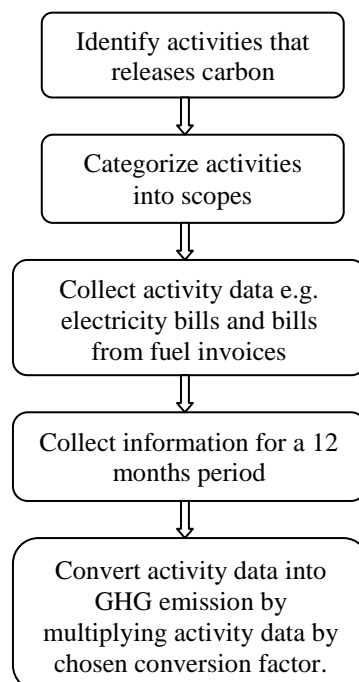 Identify activities that
releases carbon
Categorize activities
into scopes
Collect activity data e.g.
electricity bills and bills
from fuel invoices
Collect information for a 12
months period
Convert activity data into
GHG emission by
multiplying activity data by
chosen conversion factor.